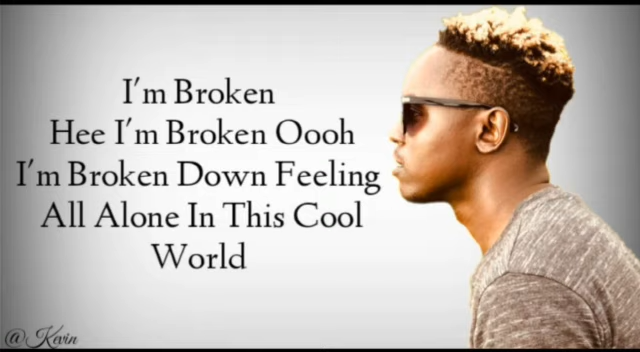 I'm Broken
Hee I'm Broken Oooh
I'm Broken Down Feeling
All Alone In This Cool
World
@Kevin